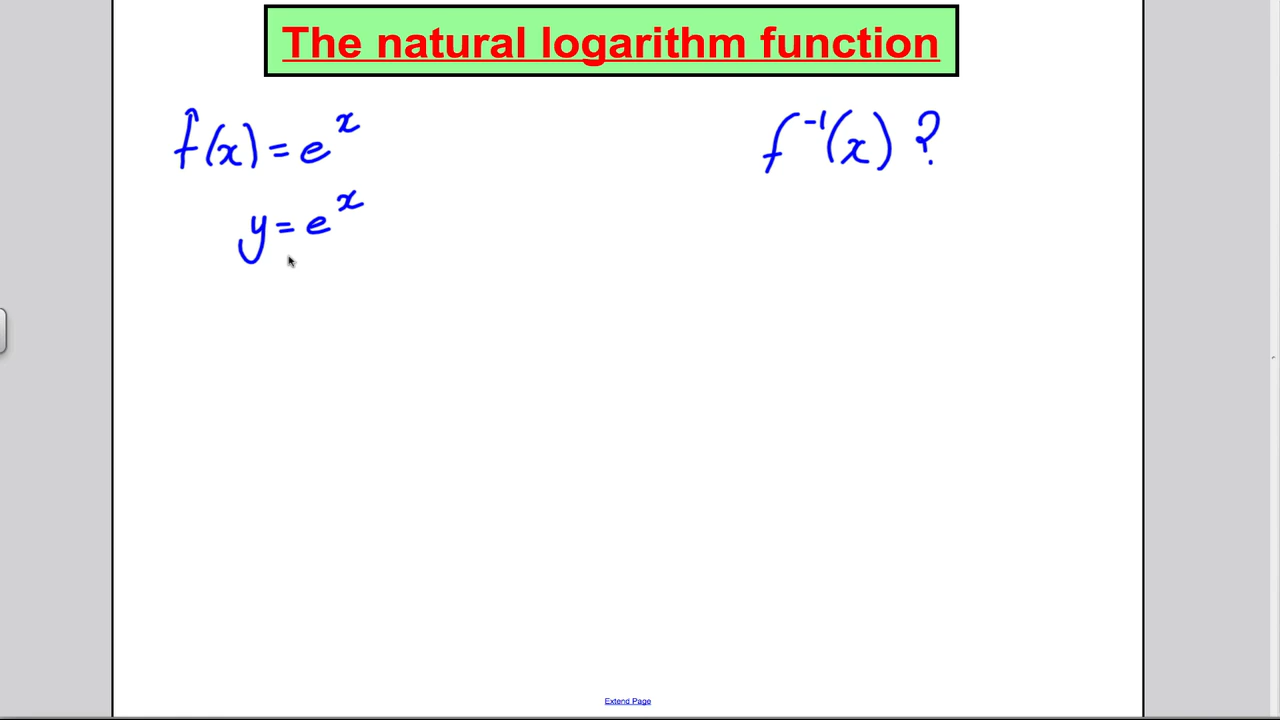 The natural logarithm function
f(x) = e^x
f^-1(x) ?
y = e^x
Extend Page